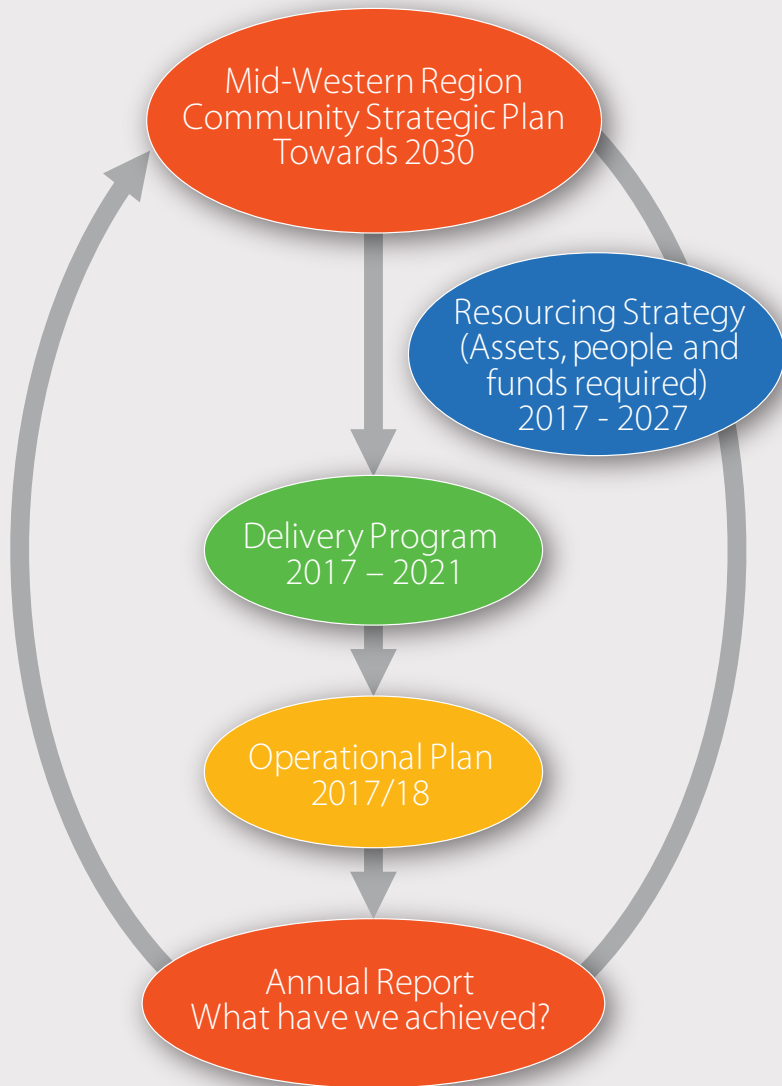 Mid-Western Region
Community Strategic Plan
Towards 2030
Resourcing Strategy
(Assets, people and
funds required)
2017 - 2027
Delivery Program
2017 – 2021
Operational Plan
2017/18
Annual Report
What have we achieved?